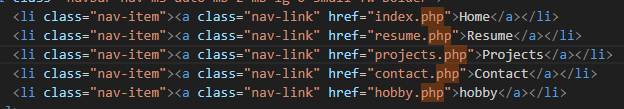 <li class="nav-item"><a class="nav-link" href="index.php">Home</a></li>
<li class="nav-item"><a class="nav-link" href="resume.php">Resume</a></li>
<li class="nav-item"><a class="nav-link" href="projects.php">Projects</a></li>
<li class="nav-item"><a class="nav-link" href="contact.php">Contact</a></li>
<li class="nav-item"><a class="nav-link" href="hobby.php">hobby</a></li>